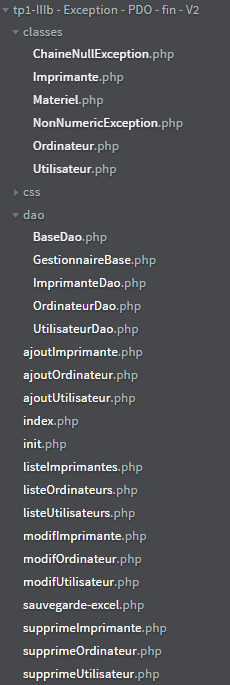 tp1-IIIb - Exception - PDO - fin - V2
classes
ChaineNullException.php
Imprimante.php
Materiel.php
NonNumericException.php
Ordinateur.php
Utilisateur.php
css
dao
BaseDao.php
GestionnaireBase.php
ImprimanteDao.php
OrdinateurDao.php
UtilisateurDao.php
ajoutImprimante.php
ajoutOrdinateur.php
ajoutUtilisateur.php
index.php
init.php
listeImprimantes.php
listeOrdinateurs.php
listeUtilisateurs.php
modifImprimante.php
modifOrdinateur.php
modifUtilisateur.php
sauvegarde-excel.php
supprimeImprimante.php
supprimeOrdinateur.php
supprimeUtilisateur.php